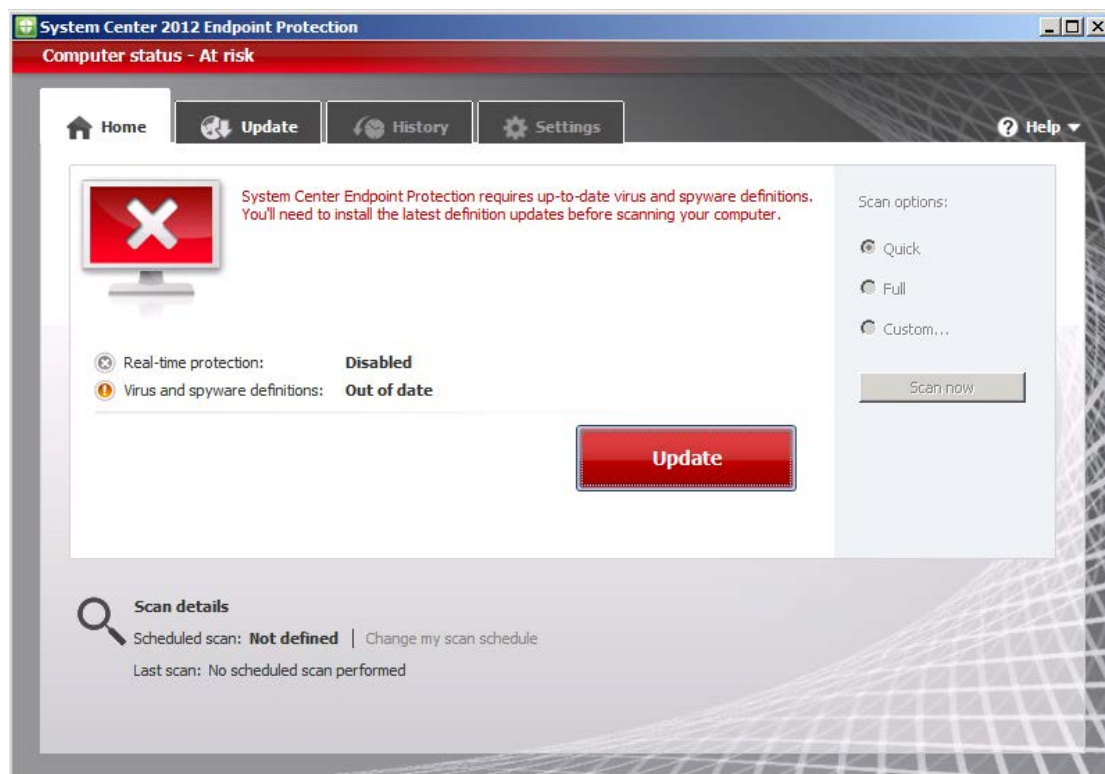 System Center 2012 Endpoint Protection
Computer status - At risk
Home
Update
History
Settings
Help
System Center Endpoint Protection requires up-to-date virus and spyware definitions.
You'll need to install the latest definition updates before scanning your computer.
Scan options:
Quick
Full
Custom...
Real-time protection: Disabled
Virus and spyware definitions: Out of date
Scan now
Update
Scan details
Scheduled scan: Not defined | Change my scan schedule
Last scan: No scheduled scan performed